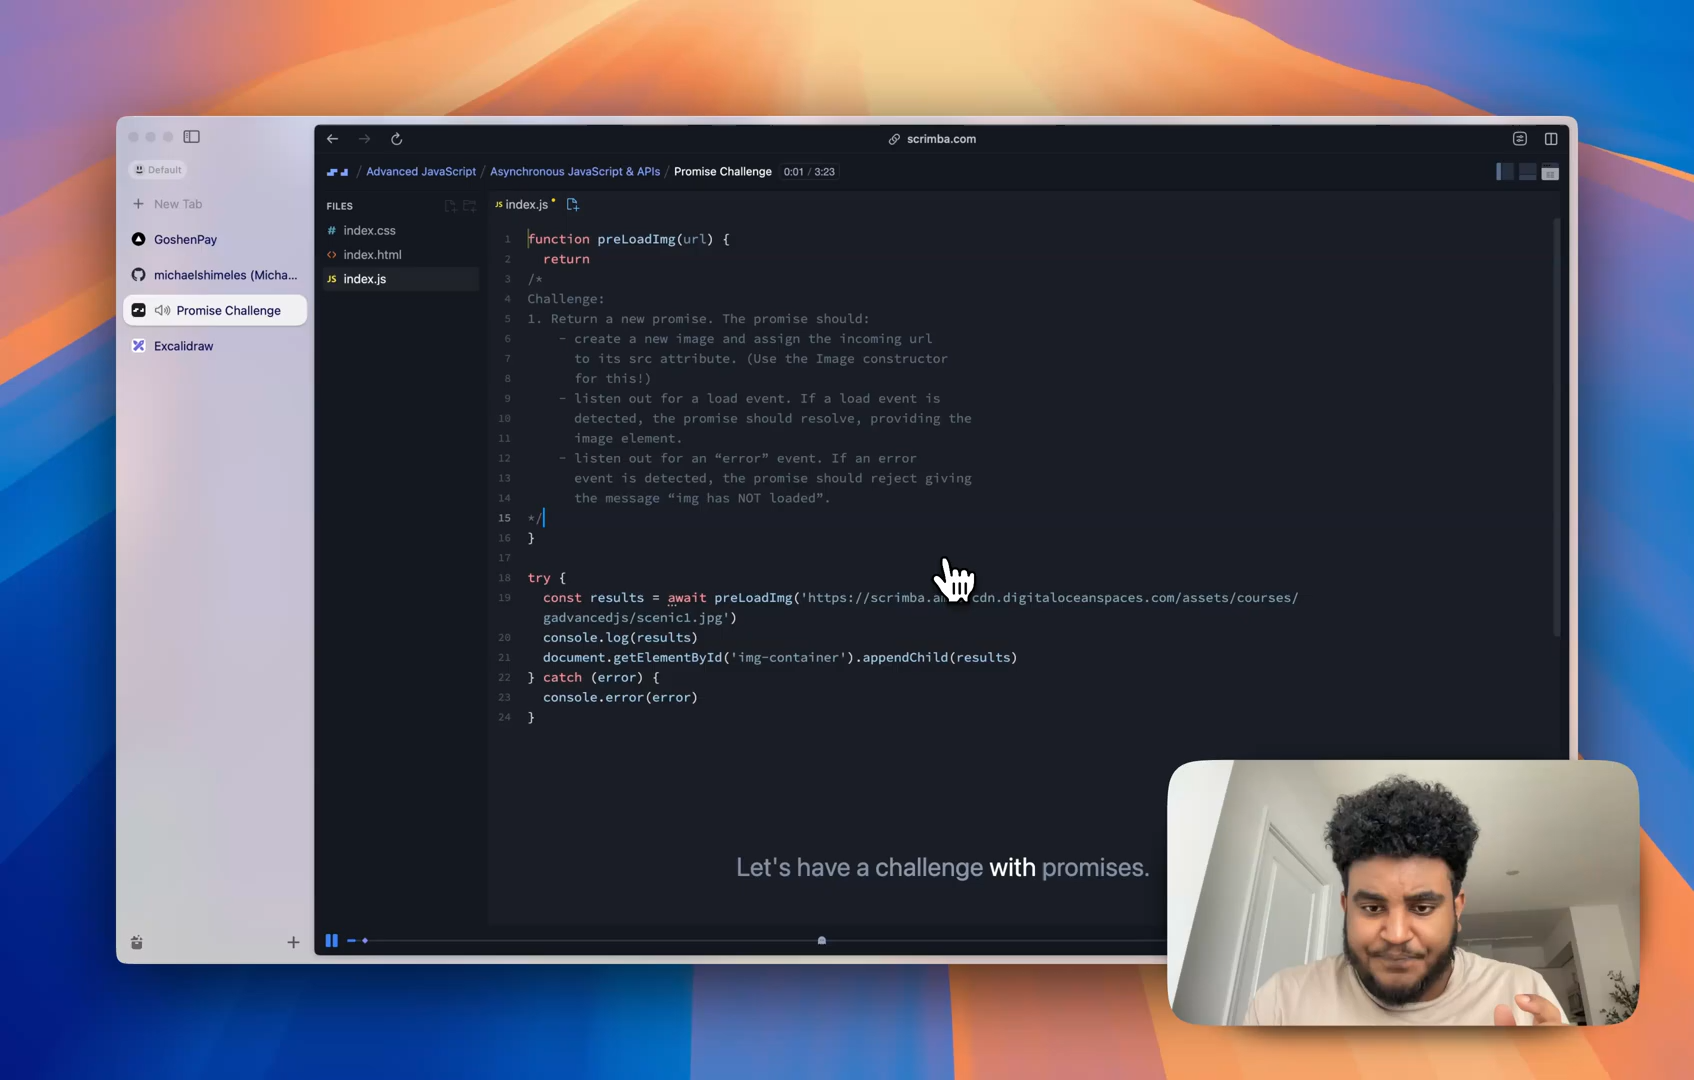 Default
New Tab
GoshenPay
michaelshimeles (Micha...
Promise Challenge
Excalidraw
scrimba.com
/ Advanced JavaScript / Asynchronous JavaScript & APIs / Promise Challenge 0:01 / 3:23
FILES
# index.css
<> index.html
JS index.js
JS index.js
1 function preLoadImg(url) {
2 return
3 /*
4 Challenge:
5 1. Return a new promise. The promise should:
6 - create a new image and assign the incoming url
7 to its src attribute. (Use the Image constructor
8 for this!)
9 - listen out for a load event. If a load event is
10 detected, the promise should resolve, providing the
11 image element.
12 - listen out for an “error” event. If an error
13 event is detected, the promise should reject giving
14 the message “img has NOT loaded”.
15 */
16 }
17
18 try {
19 const results = await preLoadImg('https://scrimba.am cdn.digitaloceanspaces.com/assets/courses/
gadvancedjs/scenic1.jpg')
20 console.log(results)
21 document.getElementById('img-container').appendChild(results)
22 } catch (error) {
23 console.error(error)
24 }
Let's have a challenge with promises.